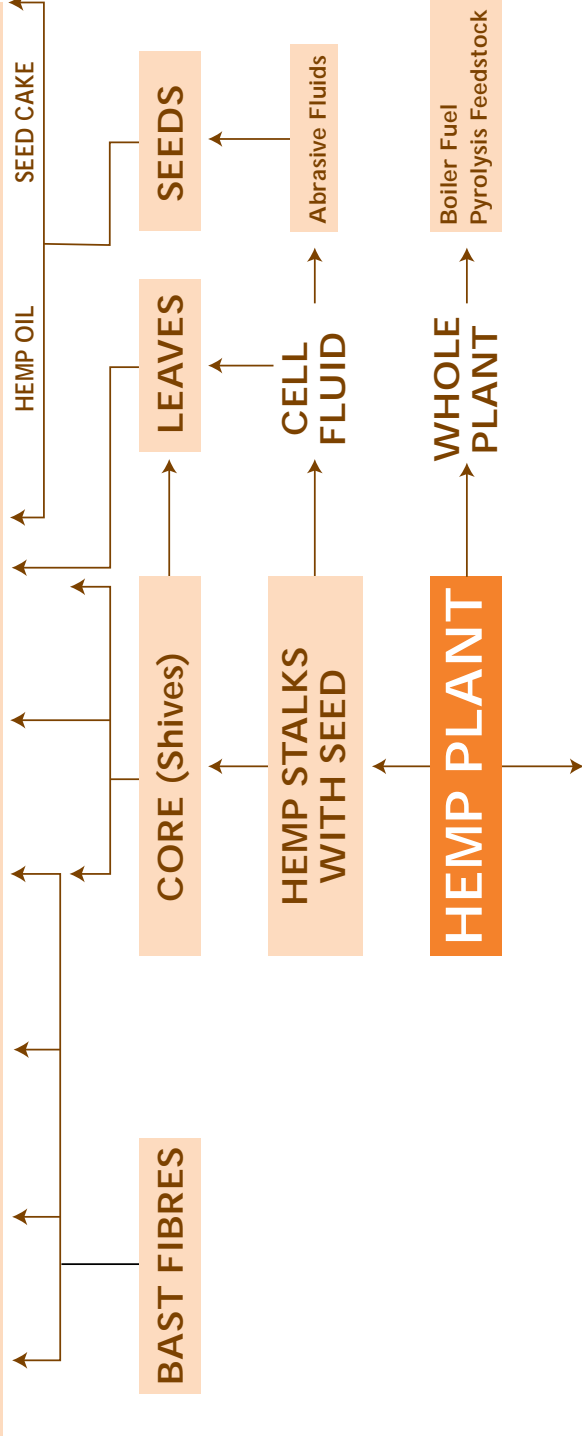 HEMP OIL
SEED CAKE
BAST FIBRES
CORE (Shives)
LEAVES
SEEDS
HEMP STALKS
WITH SEED
CELL
FLUID
Abrasive Fluids
HEMP PLANT
WHOLE
PLANT
Boiler Fuel
Pyrolysis Feedstock